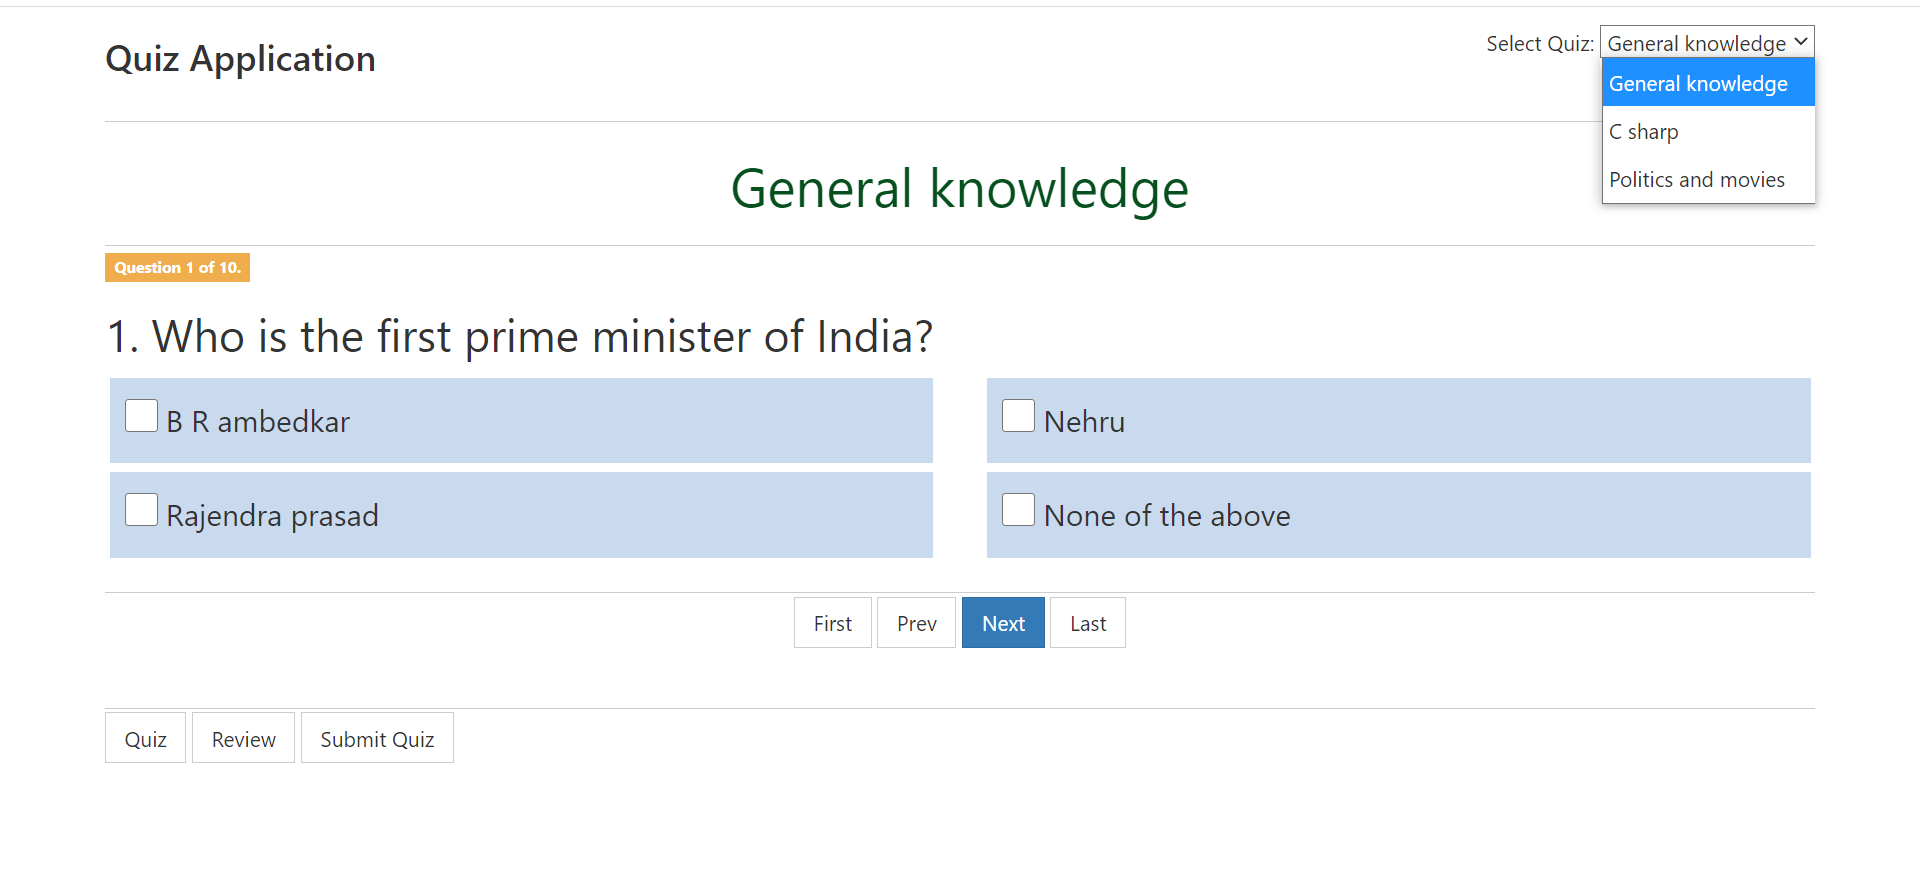 Quiz Application
Select Quiz: General knowledge
General knowledge
C sharp
Politics and movies
General knowledge
Question 1 of 10.
1. Who is the first prime minister of India?
B R ambedkar
Nehru
Rajendra prasad
None of the above
First Prev Next Last
Quiz Review Submit Quiz